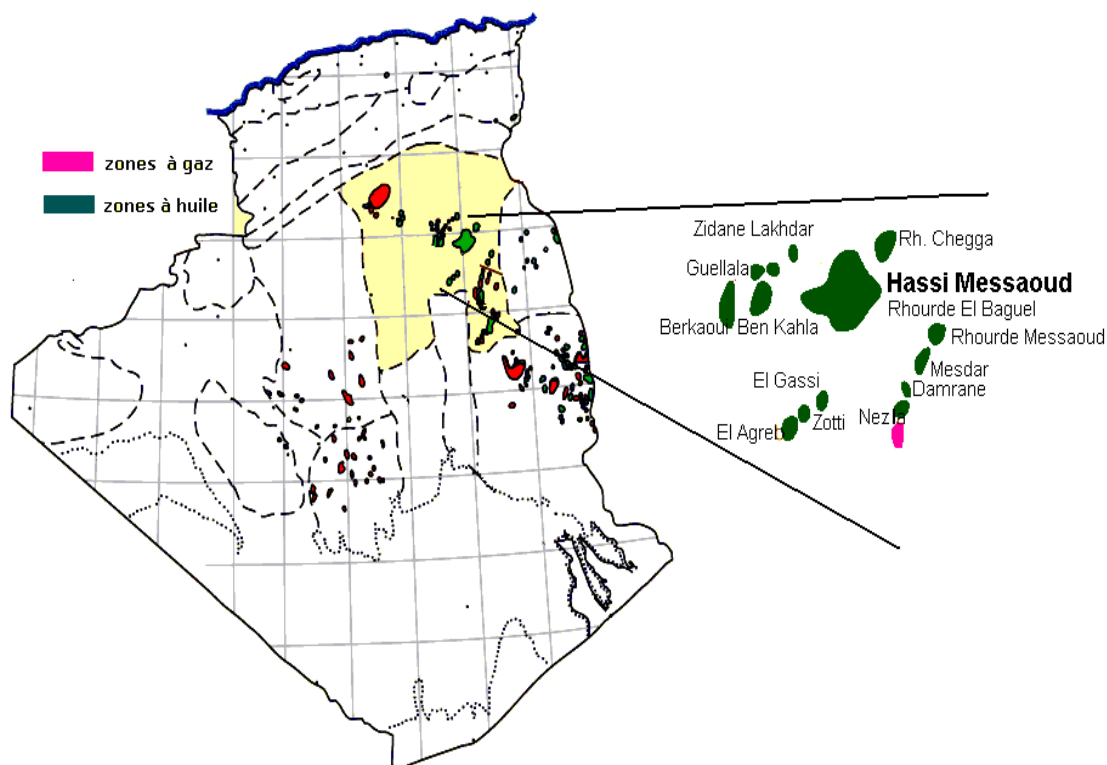 zones à gaz
zones à huile
Zidane Lakhdar
Rh. Chegga
Guellala
Hassi Messaoud
Rhourde El Baguel
Berkaoui
Ben Kahla
Rhourde Messaoud
Mesdar
El Gassi
Damrane
Nezla
Zotti
El Agreb